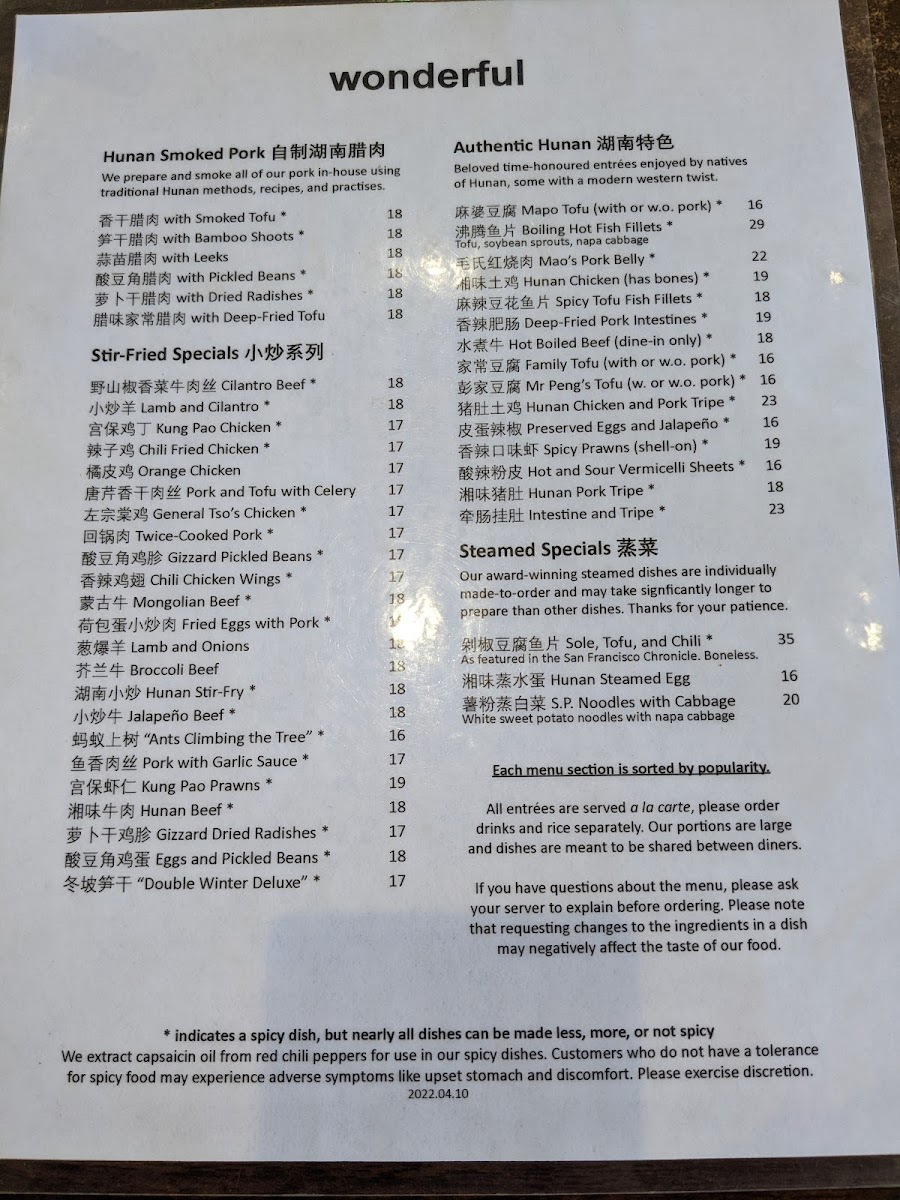 wonderful
Hunan Smoked Pork 自制湖南腊肉
We prepare and smoke all of our pork in-house using
traditional Hunan methods, recipes, and practises.
香干腊肉 with Smoked Tofu * 18
笋干腊肉 with Bamboo Shoots * 18
蒜苗腊肉 with Leeks 18
酸豆角腊肉 with Pickled Beans * 18
萝卜干腊肉 with Dried Radishes * 18
腊味家常腊肉 with Deep-Fried Tofu 18
Stir-Fried Specials 小炒系列
野山椒香菜牛肉丝 Cilantro Beef * 18
小炒羊 Lamb and Cilantro * 18
宫保鸡丁 Kung Pao Chicken * 17
辣子鸡 Chili Fried Chicken * 17
橘皮鸡 Orange Chicken 17
唐芹香干肉丝 Pork and Tofu with Celery 17
左宗棠鸡 General Tso's Chicken * 17
回锅肉 Twice-Cooked Pork * 17
酸豆角鸡胗 Gizzard Pickled Beans * 17
香辣鸡翅 Chili Chicken Wings * 17
蒙古牛 Mongolian Beef * 18
荷包蛋小炒肉 Fried Eggs with Pork *
葱爆羊 Lamb and Onions 18
芥兰牛 Broccoli Beef 18
湖南小炒 Hunan Stir-Fry * 18
小炒牛 Jalapeño Beef * 18
蚂蚁上树 "Ants Climbing the Tree" * 16
鱼香肉丝 Pork with Garlic Sauce * 17
宫保虾仁 Kung Pao Prawns * 19
湘味牛肉 Hunan Beef * 18
萝卜干鸡胗 Gizzard Dried Radishes * 17
酸豆角鸡蛋 Eggs and Pickled Beans * 18
冬坡笋干 "Double Winter Deluxe" * 17
Authentic Hunan 湖南特色
Beloved time-honoured entrées enjoyed by natives
of Hunan, some with a modern western twist.
麻婆豆腐 Mapo Tofu (with or w.o. pork) * 16
沸腾鱼片 Boiling Hot Fish Fillets * 29
Tofu, soybean sprouts, napa cabbage
毛氏红烧肉 Mao's Pork Belly * 22
湘味土鸡 Hunan Chicken (has bones) * 19
麻辣豆花鱼片 Spicy Tofu Fish Fillets * 18
香辣肥肠 Deep-Fried Pork Intestines * 19
水煮牛 Hot Boiled Beef (dine-in only) * 18
家常豆腐 Family Tofu (with or w.o. pork) * 16
彭家豆腐 Mr Peng's Tofu (w. or w.o. pork) * 16
猪肚土鸡 Hunan Chicken and Pork Tripe * 23
皮蛋辣椒 Preserved Eggs and Jalapeño * 16
香辣口味虾 Spicy Prawns (shell-on) * 19
酸辣粉皮 Hot and Sour Vermicelli Sheets * 16
湘味猪肚 Hunan Pork Tripe * 18
牵肠挂肚 Intestine and Tripe * 23
Steamed Specials 蒸菜
Our award-winning steamed dishes are individually
made-to-order and may take signficantly longer to
prepare than other dishes. Thanks for your patience.
剁椒豆腐鱼片 Sole, Tofu, and Chili * 35
As featured in the San Francisco Chronicle. Boneless.
湘味蒸水蛋 Hunan Steamed Egg 16
薯粉蒸白菜 S.P. Noodles with Cabbage 20
White sweet potato noodles with napa cabbage
Each menu section is sorted by popularity.
All entrées are served a la carte, please order
drinks and rice separately. Our portions are large
and dishes are meant to be shared between diners.
If you have questions about the menu, please ask
your server to explain before ordering. Please note
that requesting changes to the ingredients in a dish
may negatively affect the taste of our food.
* indicates a spicy dish, but nearly all dishes can be made less, more, or not spicy
We extract capsaicin oil from red chili peppers for use in our spicy dishes. Customers who do not have a tolerance
for spicy food may experience adverse symptoms like upset stomach and discomfort. Please exercise discretion.
2022.04.10